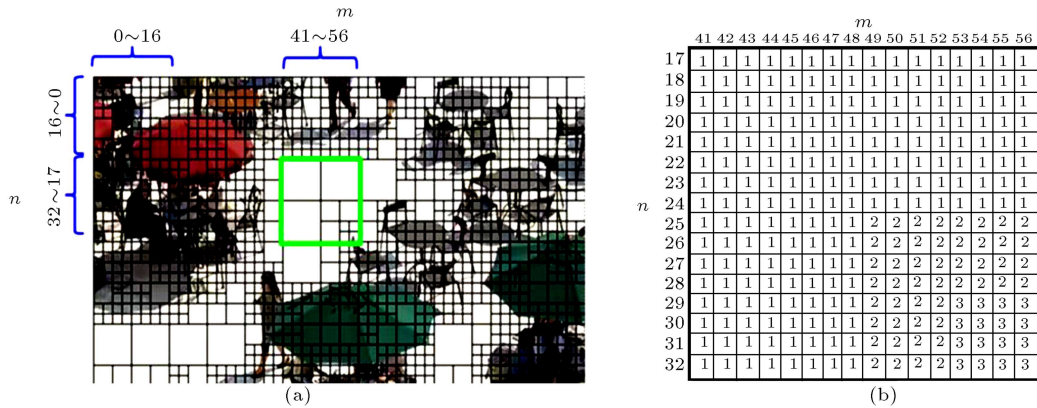 m
0~16
41~56
16~0
32~17
n
(a)
m
41 42 43 44 45 46 47 48 49 50 51 52 53 54 55 56
n
17 1 1 1 1 1 1 1 1 1 1 1 1 1 1 1 1
18 1 1 1 1 1 1 1 1 1 1 1 1 1 1 1 1
19 1 1 1 1 1 1 1 1 1 1 1 1 1 1 1 1
20 1 1 1 1 1 1 1 1 1 1 1 1 1 1 1 1
21 1 1 1 1 1 1 1 1 1 1 1 1 1 1 1 1
22 1 1 1 1 1 1 1 1 1 1 1 1 1 1 1 1
23 1 1 1 1 1 1 1 1 1 1 1 1 1 1 1 1
24 1 1 1 1 1 1 1 1 1 1 1 1 1 1 1 1
25 1 1 1 1 1 1 1 1 2 2 2 2 2 2 2 2
26 1 1 1 1 1 1 1 1 2 2 2 2 2 2 2 2
27 1 1 1 1 1 1 1 1 2 2 2 2 2 2 2 2
28 1 1 1 1 1 1 1 1 2 2 2 2 2 2 2 2
29 1 1 1 1 1 1 1 1 2 2 2 2 3 3 3 3
30 1 1 1 1 1 1 1 1 2 2 2 2 3 3 3 3
31 1 1 1 1 1 1 1 1 2 2 2 2 3 3 3 3
32 1 1 1 1 1 1 1 1 2 2 2 2 3 3 3 3
(b)